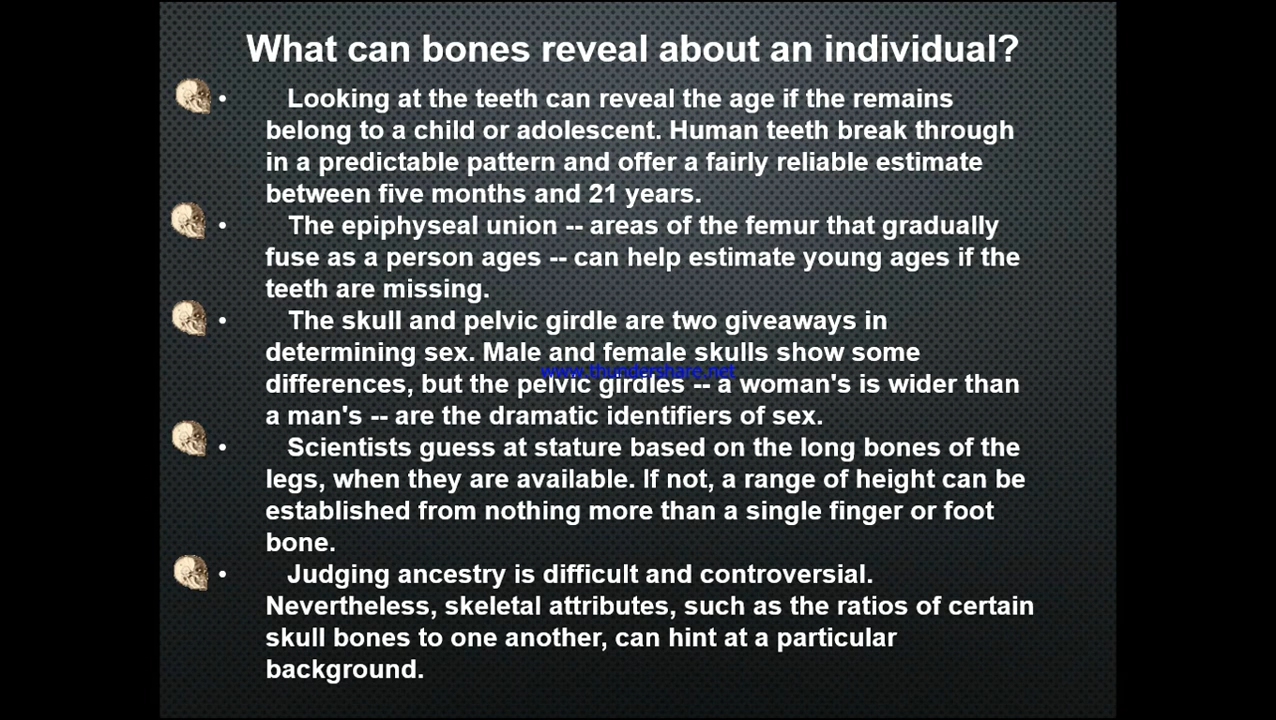 What can bones reveal about an individual?
• Looking at the teeth can reveal the age if the remains
belong to a child or adolescent. Human teeth break through
in a predictable pattern and offer a fairly reliable estimate
between five months and 21 years.
• The epiphyseal union -- areas of the femur that gradually
fuse as a person ages -- can help estimate young ages if the
teeth are missing.
• The skull and pelvic girdle are two giveaways in
determining sex. Male and female skulls show some
www.thundershare.net
differences, but the pelvic girdles -- a woman's is wider than
a man's -- are the dramatic identifiers of sex.
• Scientists guess at stature based on the long bones of the
legs, when they are available. If not, a range of height can be
established from nothing more than a single finger or foot
bone.
• Judging ancestry is difficult and controversial.
Nevertheless, skeletal attributes, such as the ratios of certain
skull bones to one another, can hint at a particular
background.